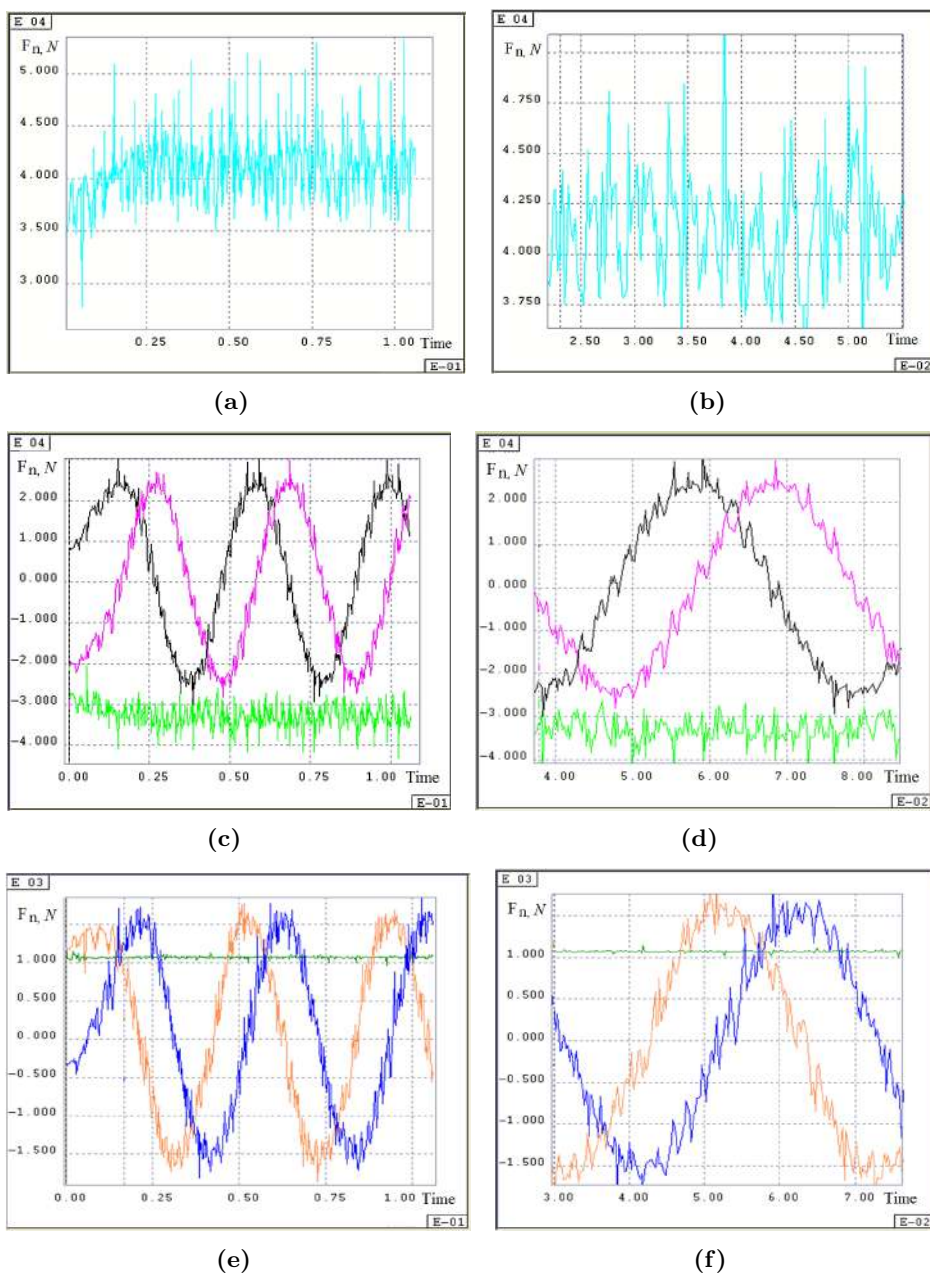 E 04
Fn, N
5.000
4.500
4.000
3.500
3.000
0.25 0.50 0.75 1.00 Time
E-01
(a)
E 04
Fn, N
4.750
4.500
4.250
4.000
3.750
2.50 3.00 3.50 4.00 4.50 5.00 Time
E-02
(b)
E 04
Fn, N
2.000
1.000
0.000
-1.000
-2.000
-3.000
-4.000
0.00 0.25 0.50 0.75 1.00 Time
E-01
(c)
E 04
Fn, N
2.000
1.000
0.000
-1.000
-2.000
-3.000
-4.000
4.00 5.00 6.00 7.00 8.00 Time
E-02
(d)
E 03
Fn, N
1.000
0.500
0.000
-0.500
-1.000
-1.500
0.00 0.25 0.50 0.75 1.00 Time
E-01
(e)
E 03
Fn, N
1.000
0.500
0.000
-0.500
-1.000
-1.500
3.00 4.00 5.00 6.00 7.00 Time
E-02
(f)